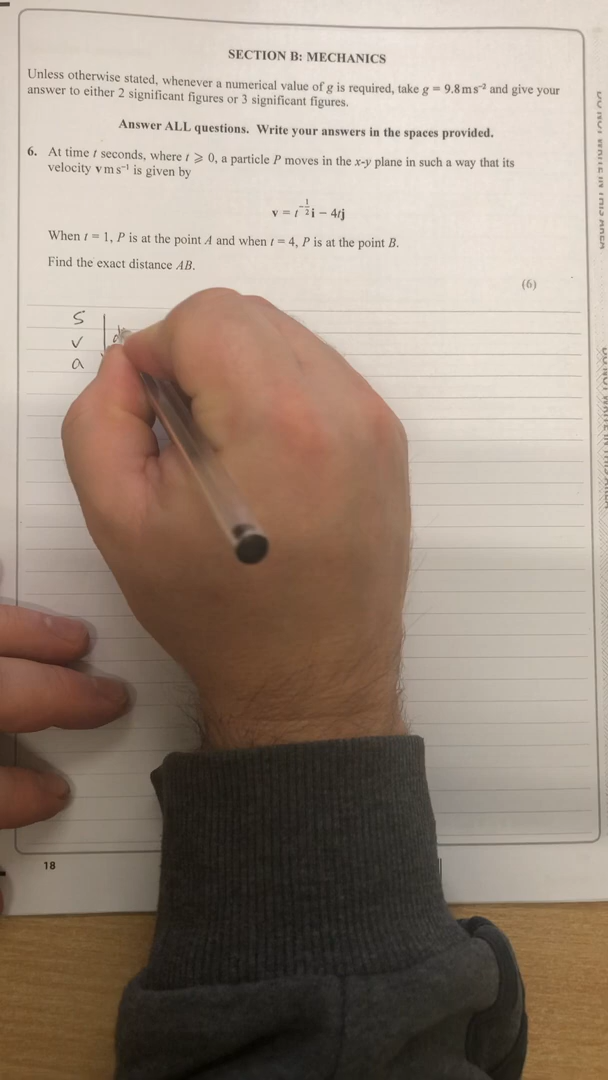 SECTION B: MECHANICS
Unless otherwise stated, whenever a numerical value of g is required, take g = 9.8 m s⁻² and give your
answer to either 2 significant figures or 3 significant figures.
Answer ALL questions. Write your answers in the spaces provided.
6. At time t seconds, where t ⩾ 0, a particle P moves in the x-y plane in such a way that its
velocity v m s⁻¹ is given by
v = t^(-1/2)i − 4tj
When t = 1, P is at the point A and when t = 4, P is at the point B.
Find the exact distance AB.
(6)
s
v
a
18